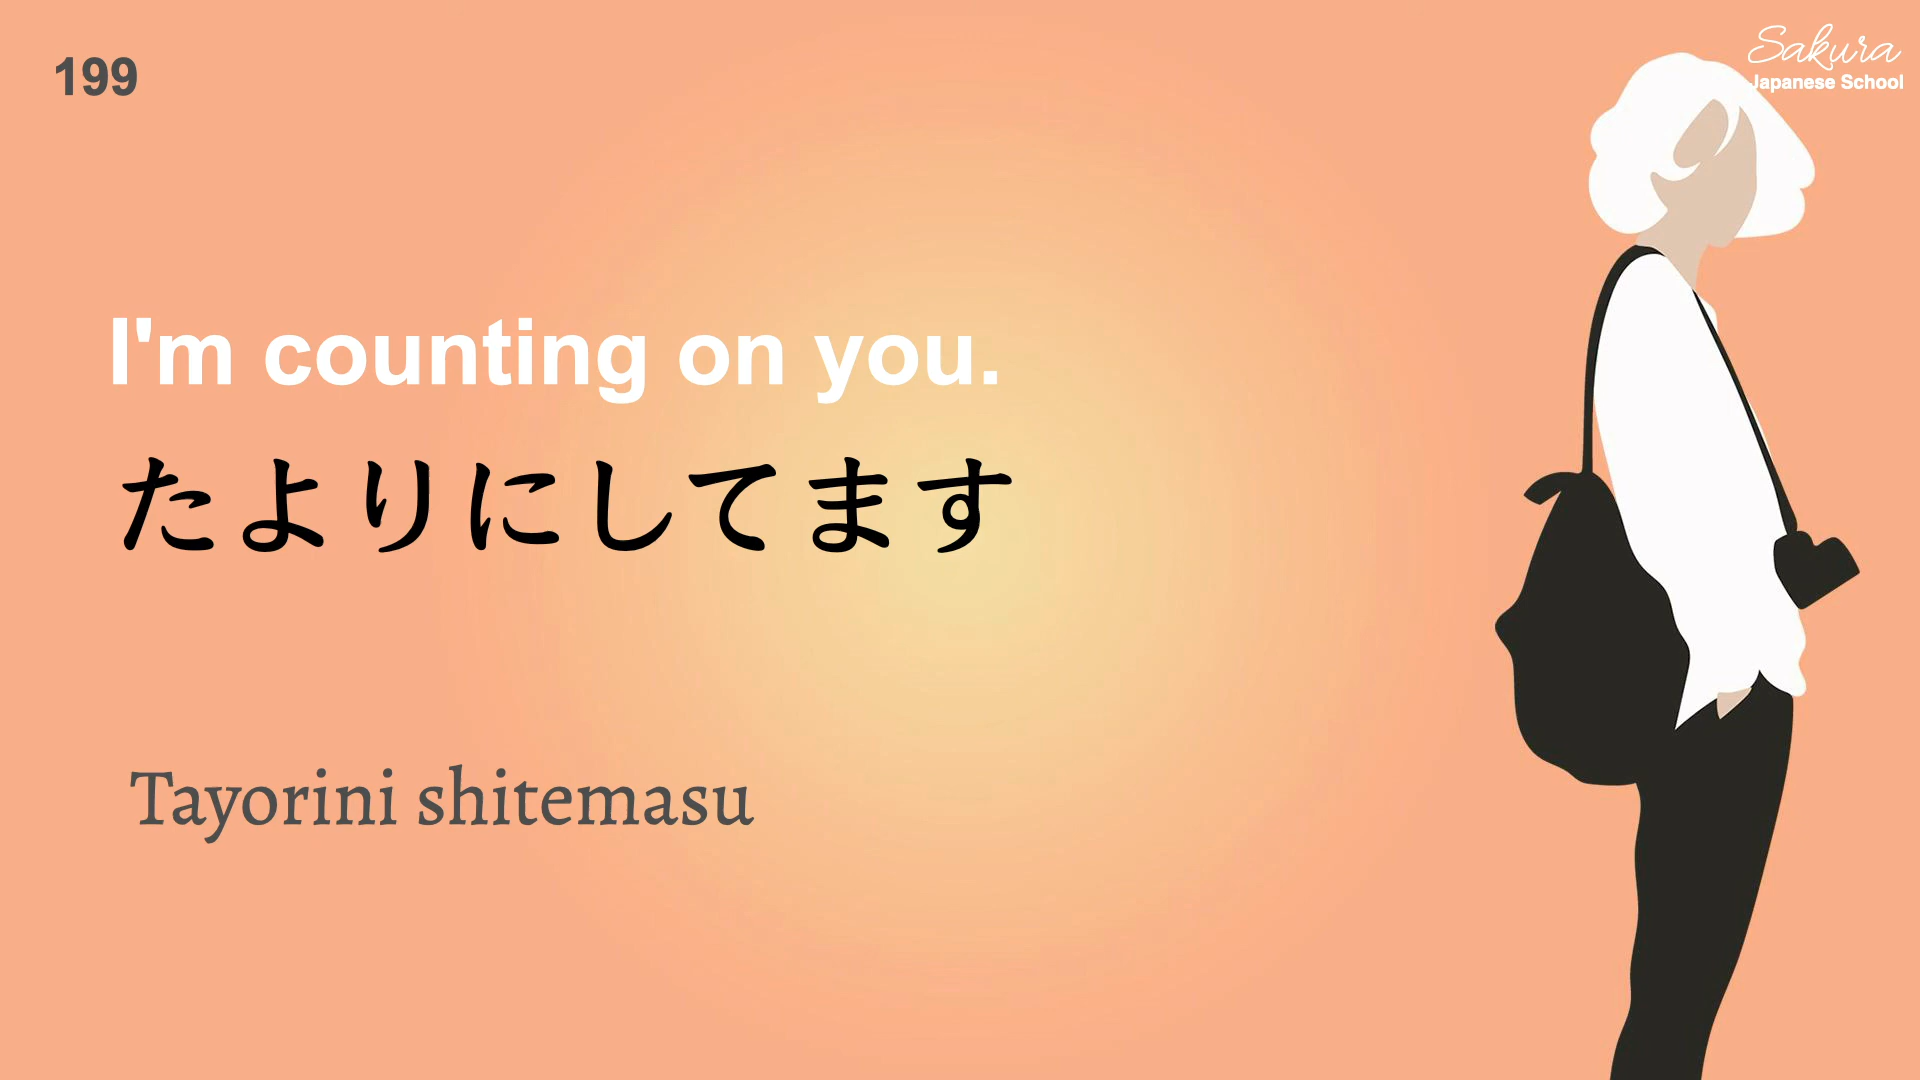 199
Sakura
Japanese School
I'm counting on you.
たよりにしてます
Tayorini shitemasu